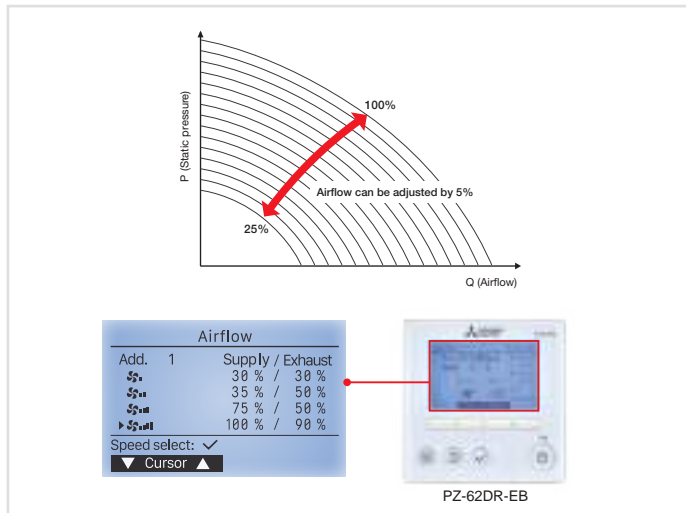 P (Static pressure)
100%
Airflow can be adjusted by 5%
25%
Q (Airflow)
Airflow
Add. 1 Supply / Exhaust
30 % / 30 %
35 % / 50 %
75 % / 50 %
100 % / 90 %
Speed select: ✓
▼ Cursor ▲
PZ-62DR-EB